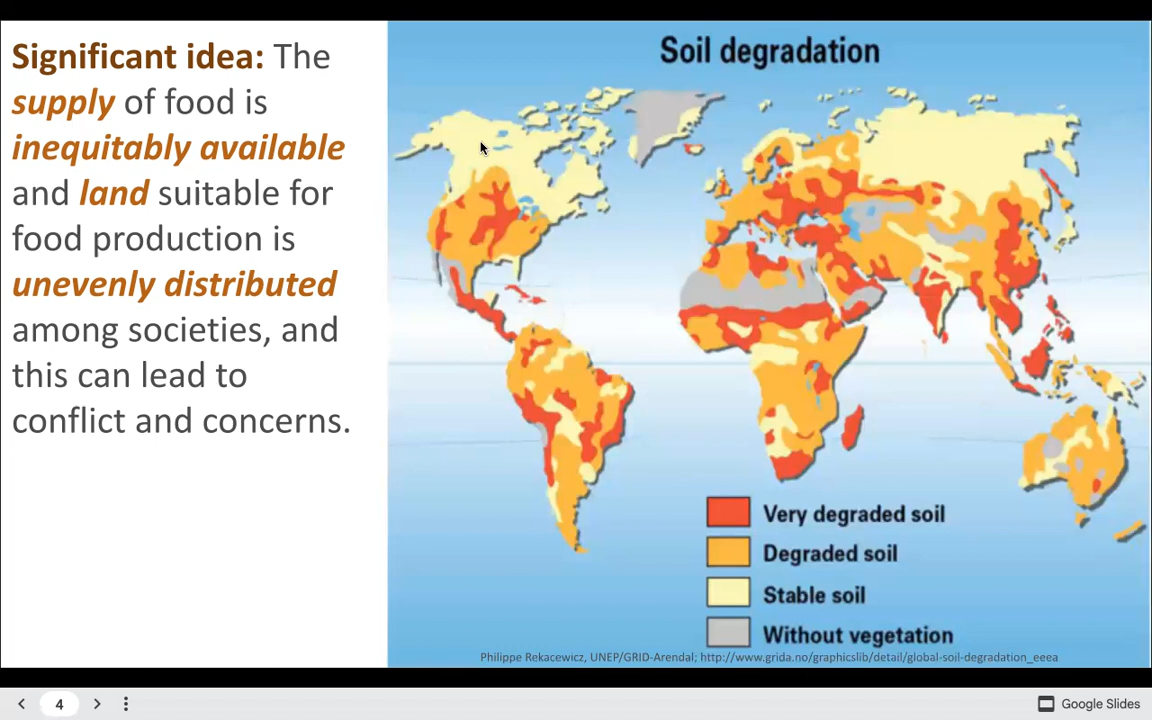 Significant idea: The
supply of food is
inequitably available
and land suitable for
food production is
unevenly distributed
among societies, and
this can lead to
conflict and concerns.
Soil degradation
Very degraded soil
Degraded soil
Stable soil
Without vegetation
Philippe Rekacewicz, UNEP/GRID-Arendal; http://www.grida.no/graphicslib/detail/global-soil-degradation_eeea
4
Google Slides